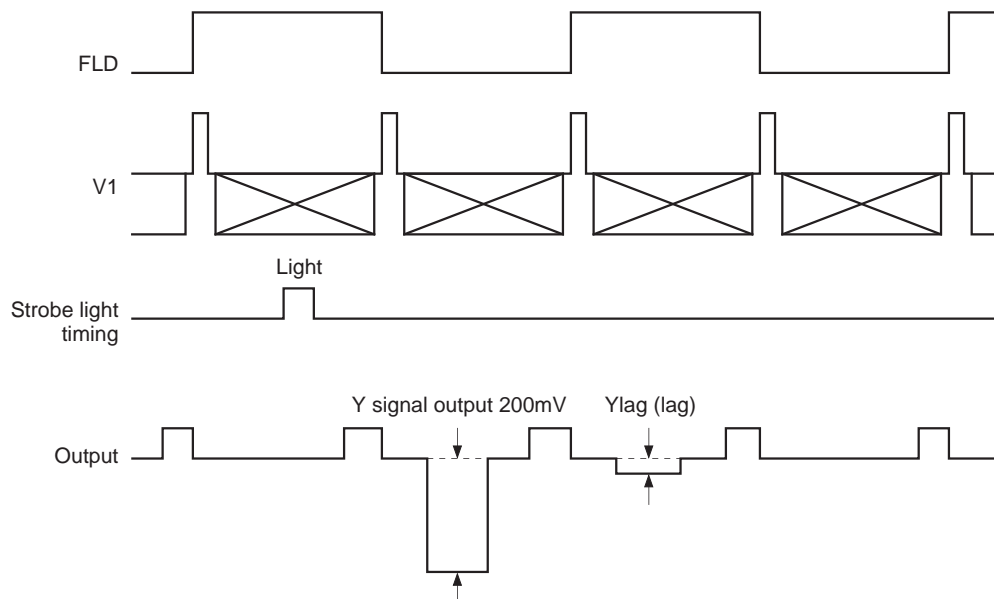 FLD
V1
Light
Strobe light
timing
Y signal output 200mV
Ylag (lag)
Output